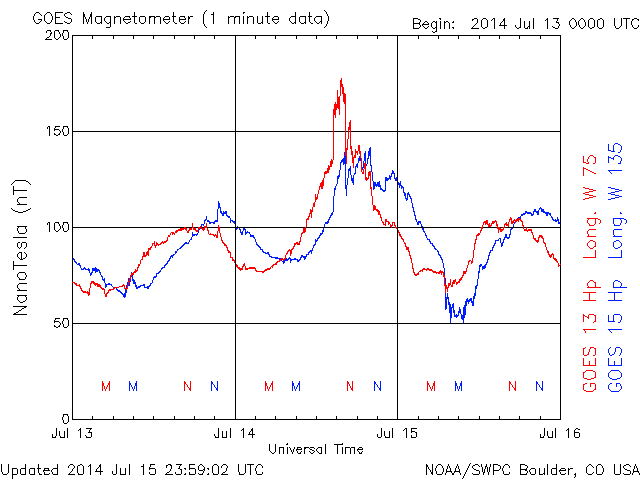 GOES Magnetometer (1 minute data)
Begin: 2014 Jul 13 0000 UTC
200
150
100
50
0
NanoTesla (nT)
M M N N M M N N M M N N
Jul 13 Jul 14 Jul 15 Jul 16
Universal Time
GOES 13 Hp Long. W 75
GOES 15 Hp Long. W 135
Updated 2014 Jul 15 23:59:02 UTC
NOAA/SWPC Boulder, CO USA